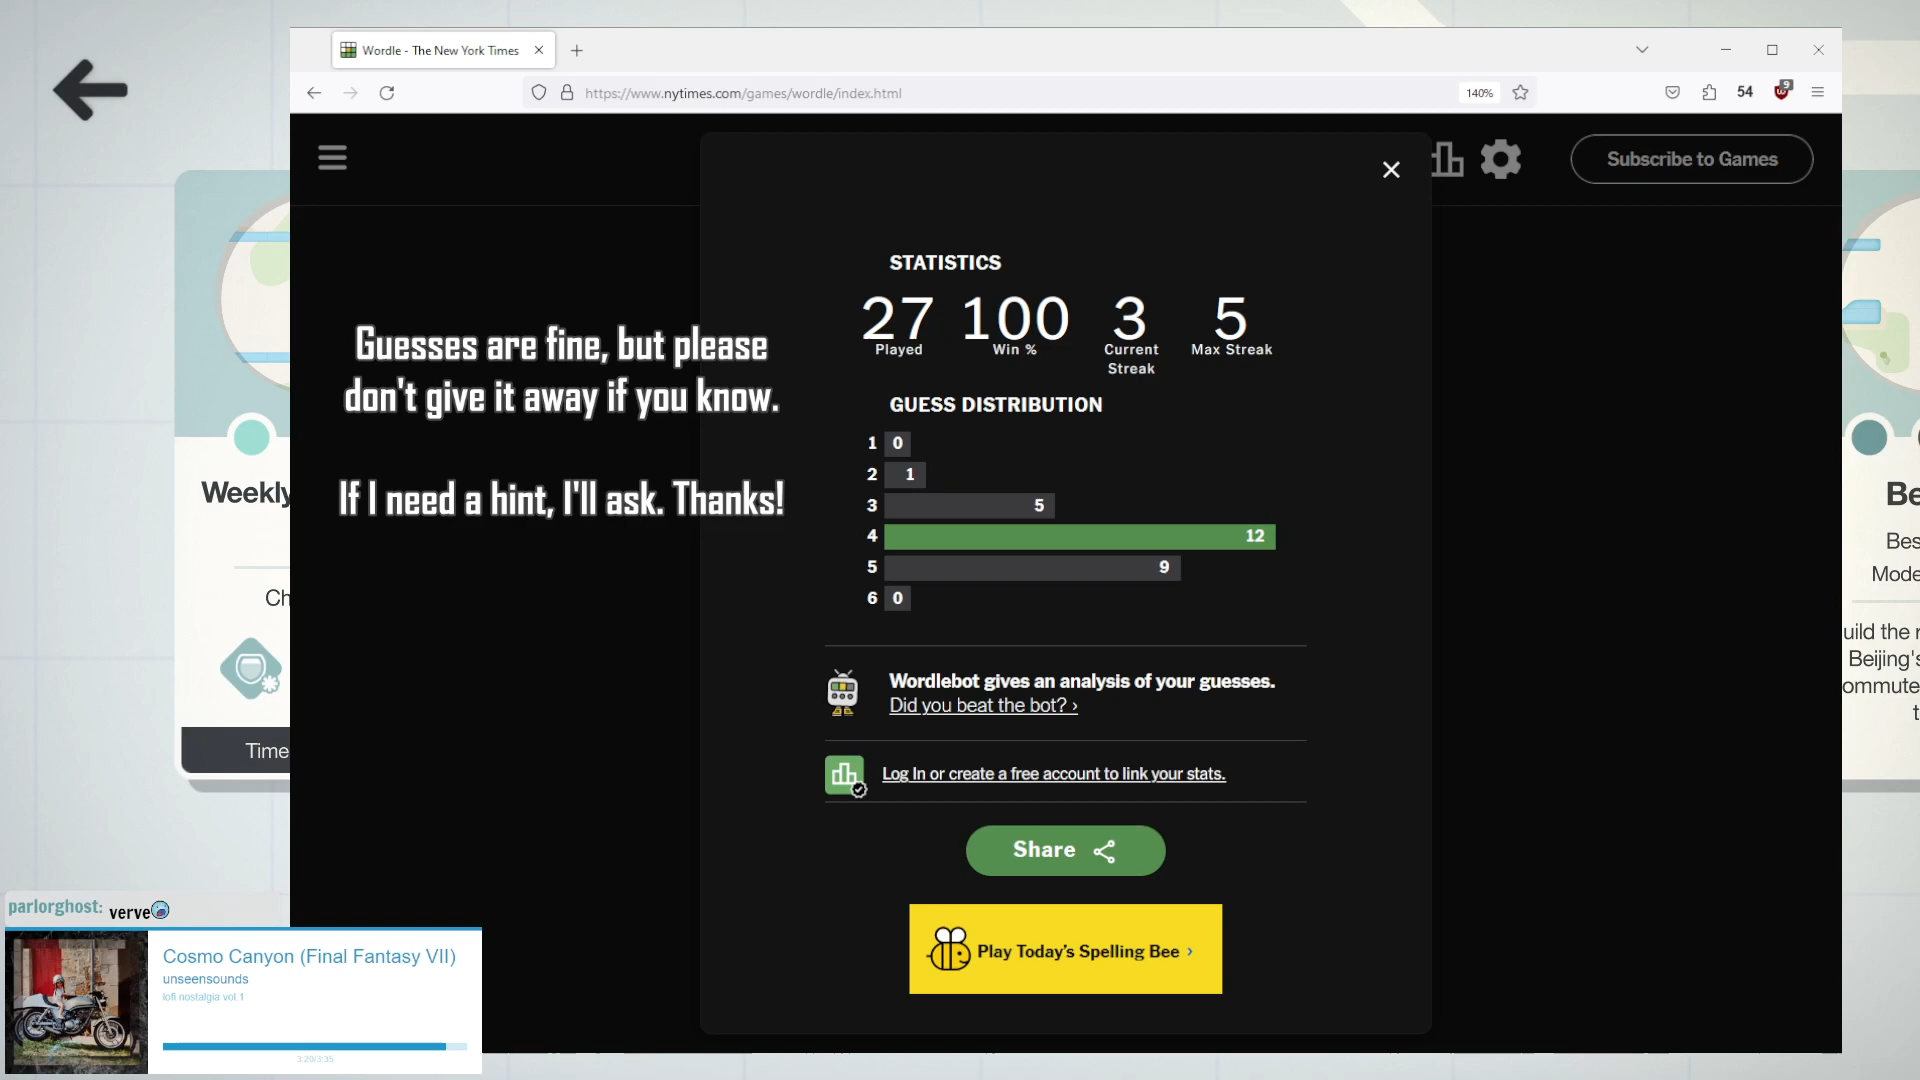 Wordle - The New York Times
https://www.nytimes.com/games/wordle/index.html
140%
54
9
Subscribe to Games
STATISTICS
27 100 3 5
Played Win % Current Streak Max Streak
GUESS DISTRIBUTION
1 0
2 1
3 5
4 12
5 9
6 0
Wordlebot gives an analysis of your guesses.
Did you beat the bot? ›
Log In or create a free account to link your stats.
Share
Play Today's Spelling Bee ›
Guesses are fine, but please
don't give it away if you know.
If I need a hint, I'll ask. Thanks!
Weekly
Ch
Time
Be
Bes
Mode
uild the r
Beijing's
ommute
t
parlorghost: verve
Cosmo Canyon (Final Fantasy VII)
unseensounds
lofi nostalgia vol.1
3:20/3:35